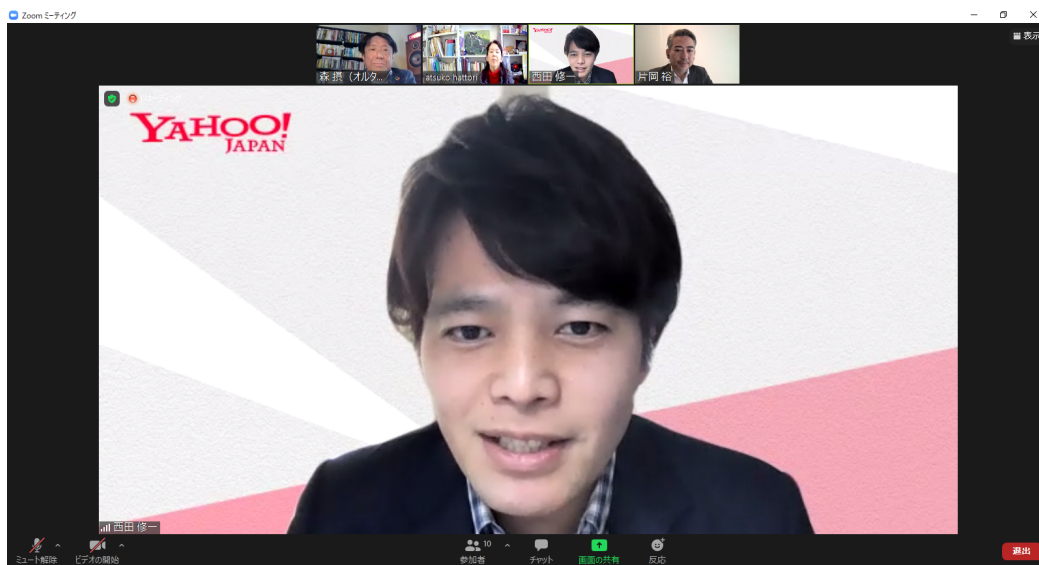 Zoom ミーティング
表示
森 摂（オルタ...
atsuko hattori
YAHOO!
JAPAN
西田 修一
片岡 裕
YAHOO!
JAPAN
西田 修一
ミュート解除
ビデオの開始
10
参加者
チャット
画面の共有
反応
退出